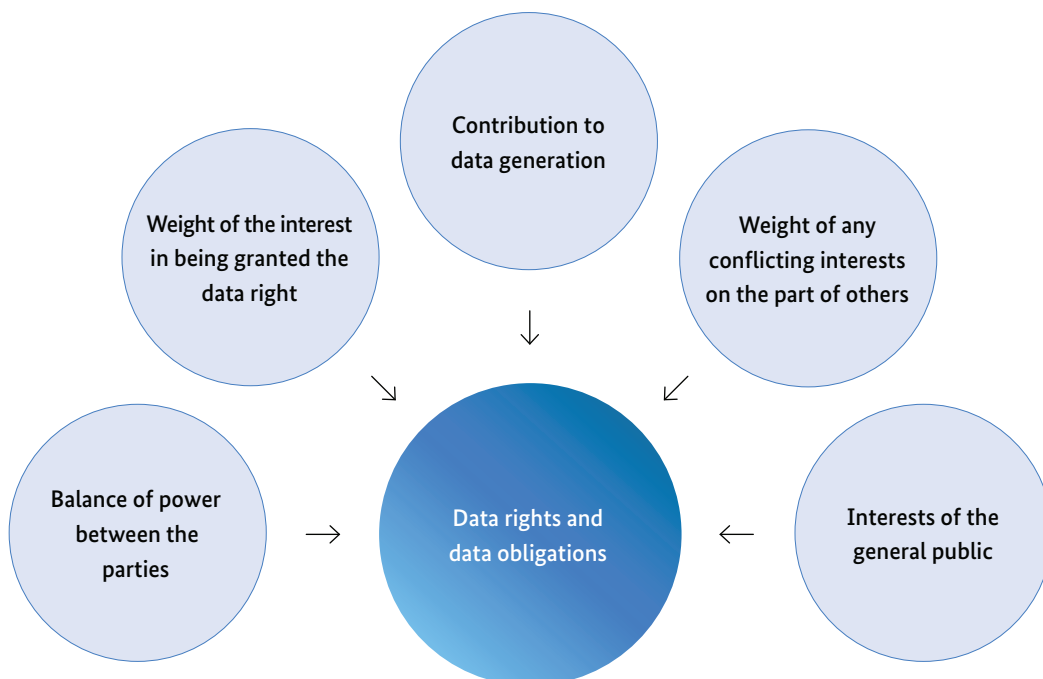 Contribution to
data generation
Weight of the interest
in being granted the
data right
Weight of any
conflicting interests
on the part of others
Balance of power
between the
parties
Data rights and
data obligations
Interests of the
general public